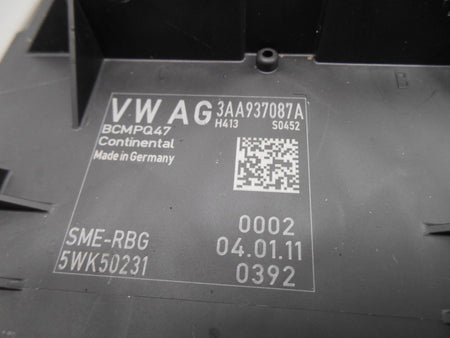 VW AG 3AA937087A
BCMPQ47 H413 S0452
Continental
Made in Germany
0002
SME-RBG 04.01.11
5WK50231 0392